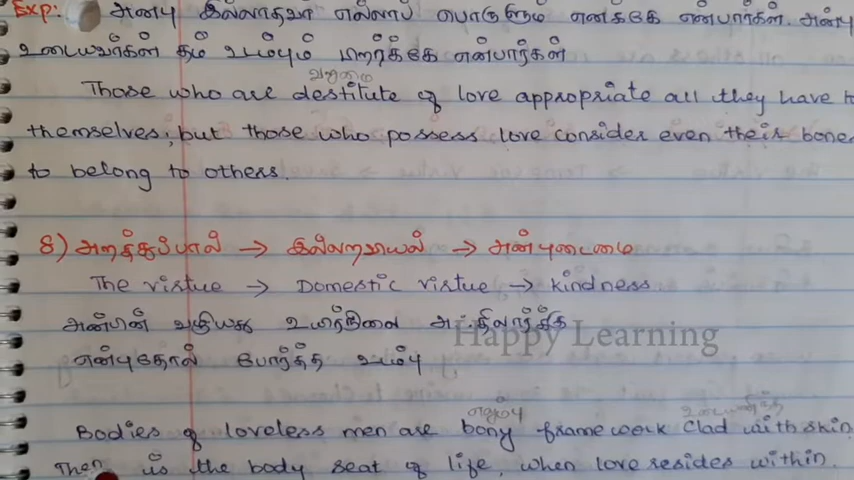 Exp: அன்பு இல்லாதவர் எல்லாப் பொருளும் எனக்கே என்பார்கள். அன்பு
உடையவர்கள் தம் உடம்பும் பிறர்க்கே என்பார்கள்
வறுமை
Those who are destitute of love appropriate all they have to
themselves; but those who possess love consider even their bones
to belong to others.
8) அறத்துப்பால் → இல்லறவியல் → அன்புடைமை
The virtue → Domestic virtue → kindness.
அன்பின் வழியது உயிர்நிலை அஃதிலார்க்கு
என்புதோல் போர்த்த உடம்பு
எலும்பு
Bodies of loveless men are bony framework clad with skin
Then is the body seat of life, when love resides within.
Happy Learning